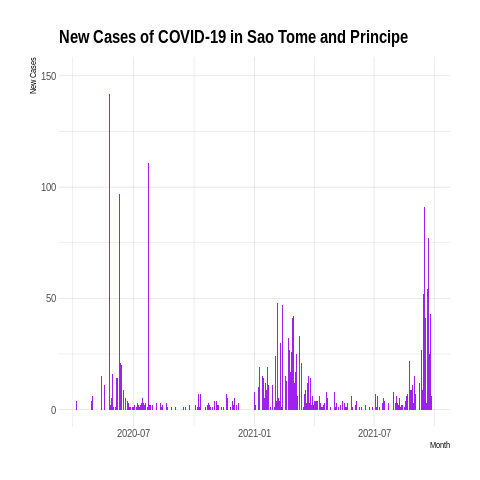 New Cases of COVID-19 in Sao Tome and Principe
New Cases
150
100
50
0
2020-07
2021-01
2021-07
Month